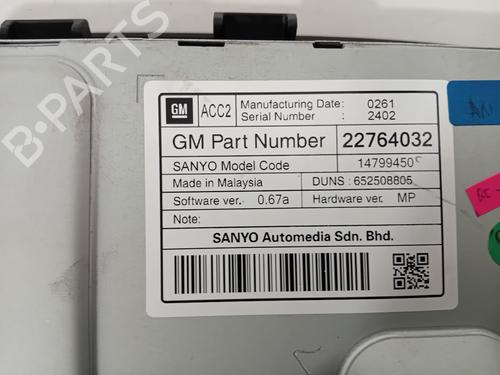 GM ACC2 Manufacturing Date: 0261
Serial Number : 2402
GM Part Number 22764032
SANYO Model Code 14799450S
Made in Malaysia DUNS : 652508805
Software ver. 0.67a Hardware ver. MP
Note:
SANYO Automedia Sdn. Bhd.
B-PARTS